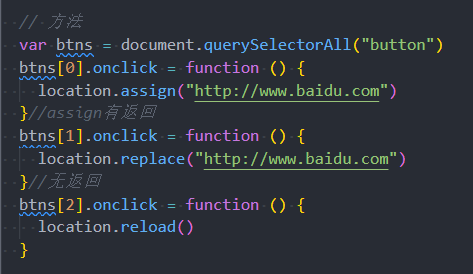 // 方法
var btns = document.querySelectorAll("button")
btns[0].onclick = function () {
  location.assign("http://www.baidu.com")
}//assign有返回
btns[1].onclick = function () {
  location.replace("http://www.baidu.com")
}//无返回
btns[2].onclick = function () {
  location.reload()
}